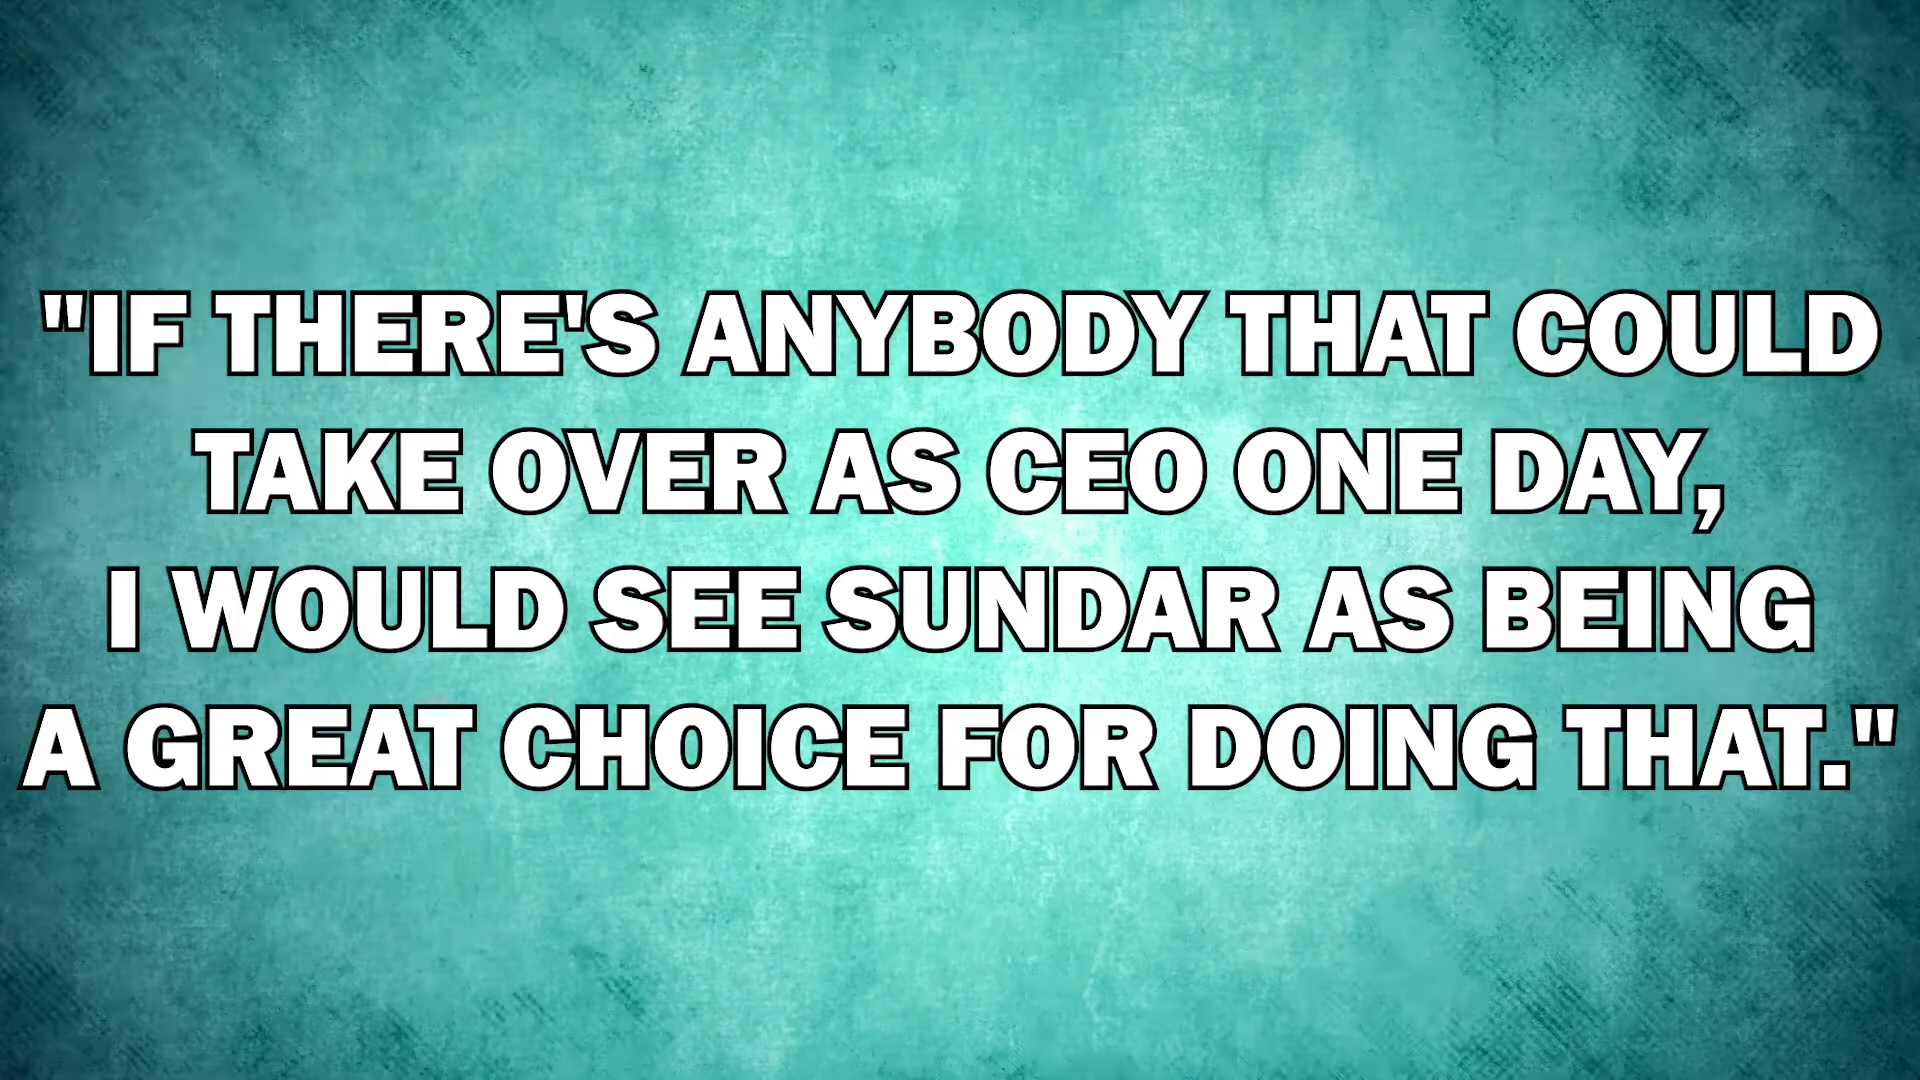 "IF THERE'S ANYBODY THAT COULD
TAKE OVER AS CEO ONE DAY,
I WOULD SEE SUNDAR AS BEING
A GREAT CHOICE FOR DOING THAT."